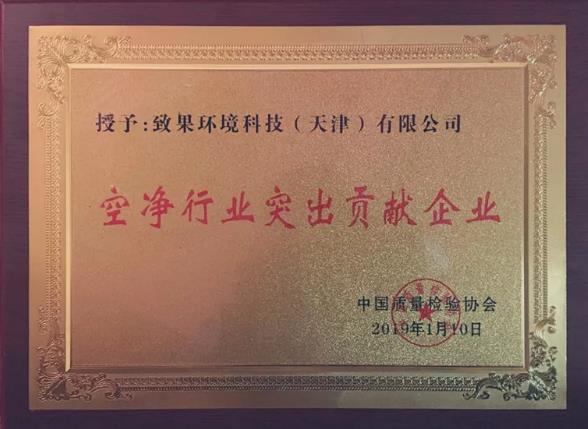 授予:致果环境科技(天津)有限公司
空净行业突出贡献企业
中国质量检验协会
2019年1月10日